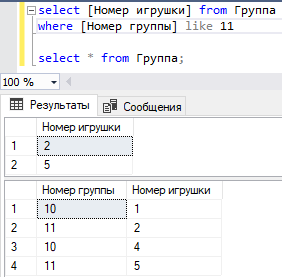 select [Номер игрушки] from Группа
where [Номер группы] like 11
select * from Группа;
100 %
Результаты Сообщения
Номер игрушки
1 2
2 5
Номер группы Номер игрушки
1 10 1
2 11 2
3 10 4
4 11 5